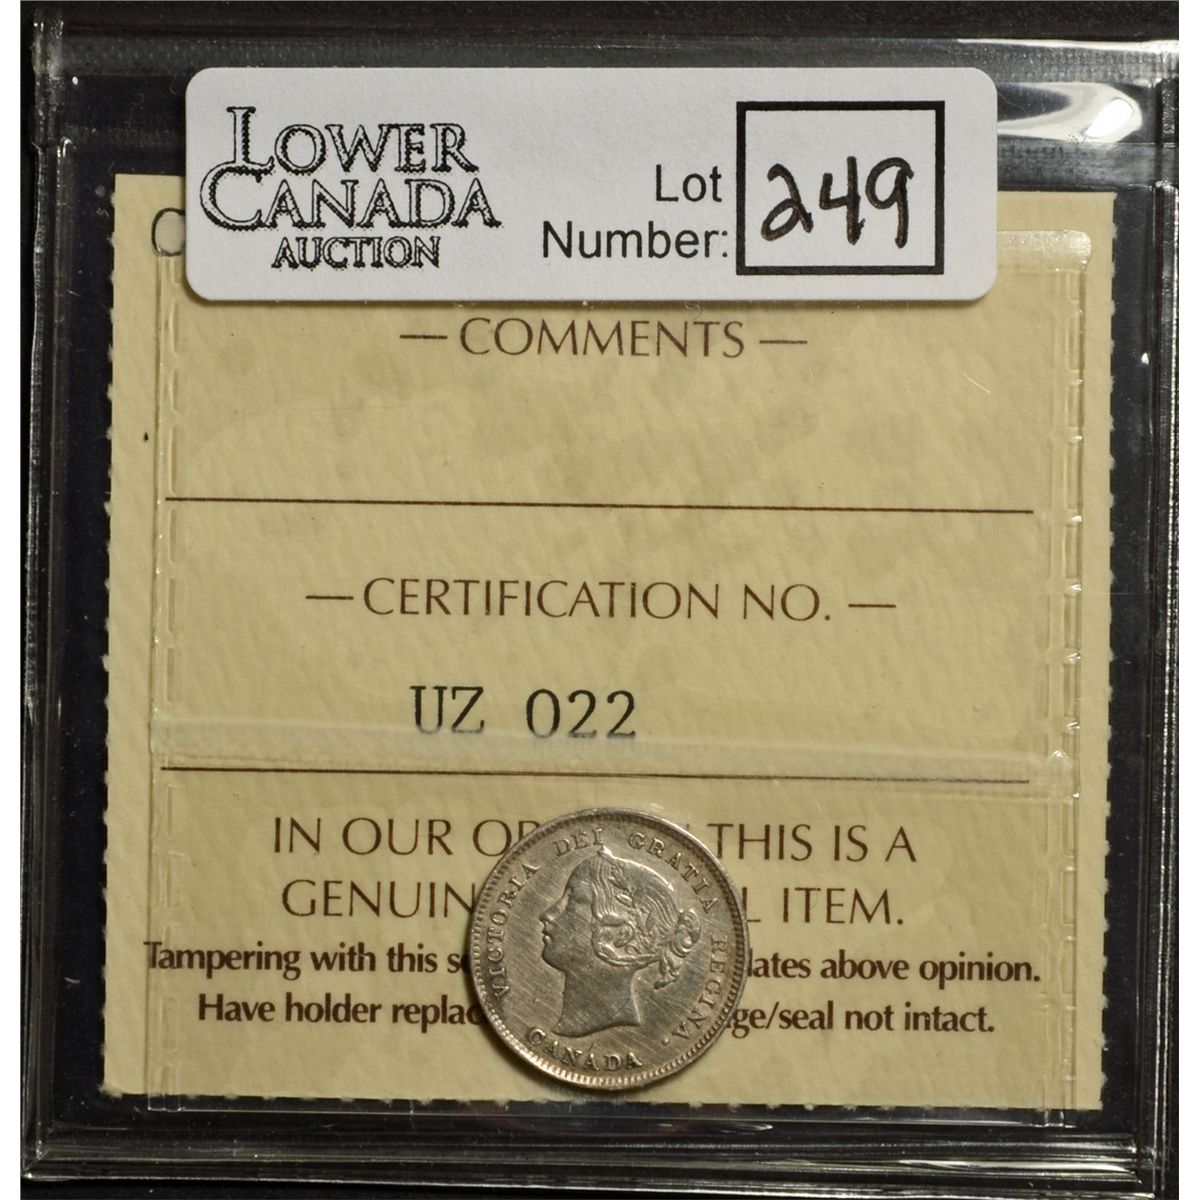 LOWER
CANADA
AUCTION
Lot
Number:
249
— COMMENTS —
— CERTIFICATION NO. —
UZ 022
IN OUR OP THIS IS A
GENUIN L ITEM.
Tampering with this s lates above opinion.
Have holder replac ge/seal not intact.
VICTORIA DEI GRATIA REGINA.
CANADA